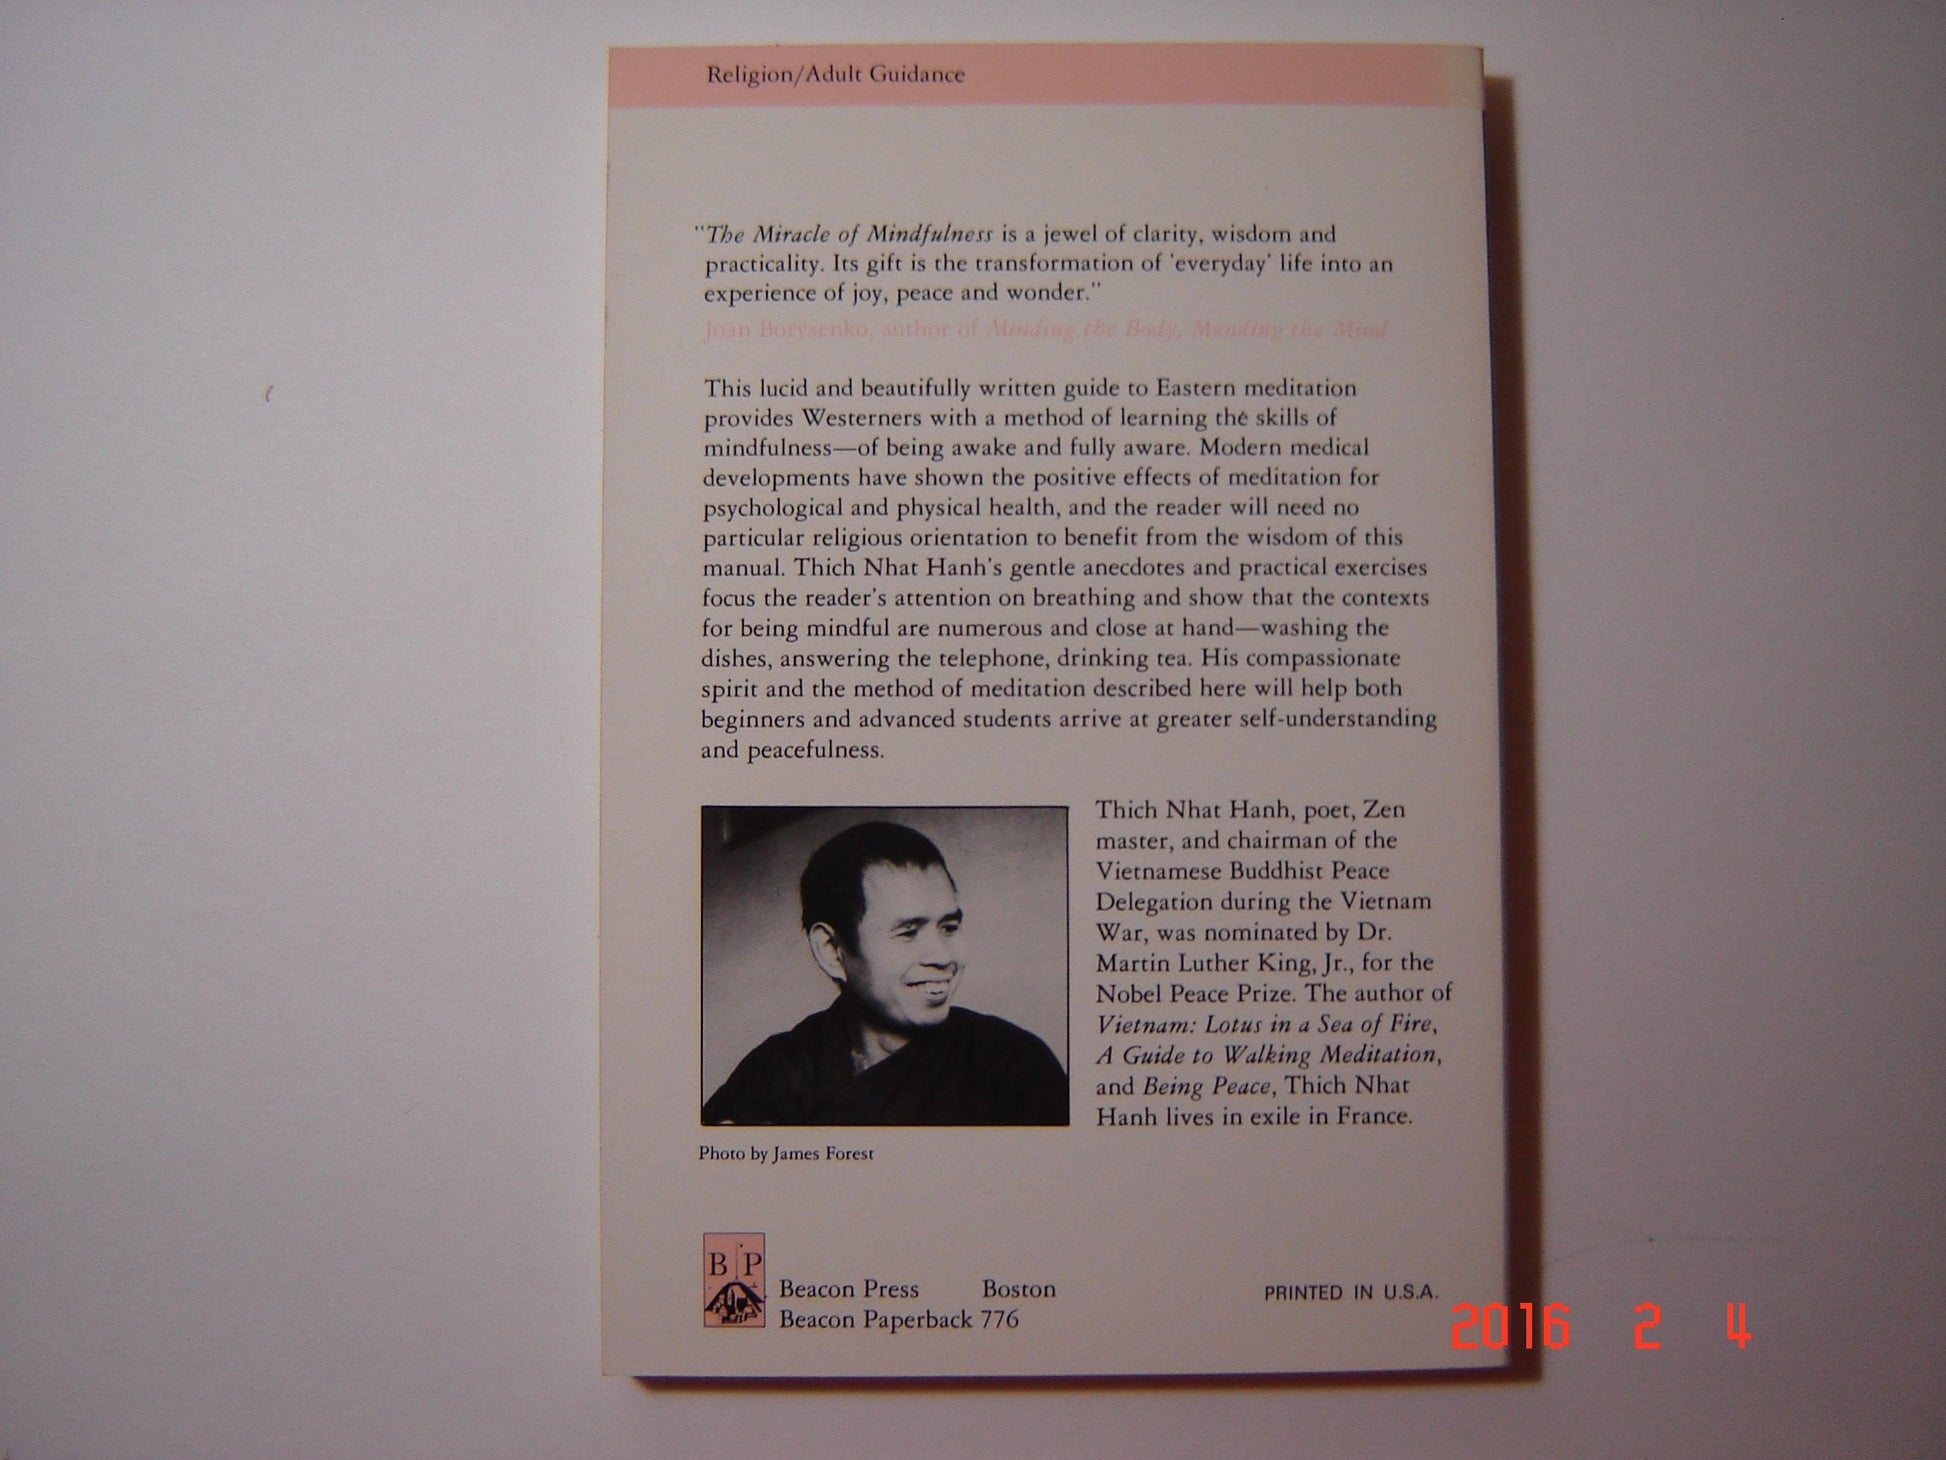 Religion/Adult Guidance
"The Miracle of Mindfulness is a jewel of clarity, wisdom and
practicality. Its gift is the transformation of 'everyday' life into an
experience of joy, peace and wonder."
Joan Borysenko, author of Minding the Body, Mending the Mind
This lucid and beautifully written guide to Eastern meditation
provides Westerners with a method of learning the skills of
mindfulness—of being awake and fully aware. Modern medical
developments have shown the positive effects of meditation for
psychological and physical health, and the reader will need no
particular religious orientation to benefit from the wisdom of this
manual. Thich Nhat Hanh's gentle anecdotes and practical exercises
focus the reader's attention on breathing and show that the contexts
for being mindful are numerous and close at hand—washing the
dishes, answering the telephone, drinking tea. His compassionate
spirit and the method of meditation described here will help both
beginners and advanced students arrive at greater self-understanding
and peacefulness.
Thich Nhat Hanh, poet, Zen
master, and chairman of the
Vietnamese Buddhist Peace
Delegation during the Vietnam
War, was nominated by Dr.
Martin Luther King, Jr., for the
Nobel Peace Prize. The author of
Vietnam: Lotus in a Sea of Fire,
A Guide to Walking Meditation,
and Being Peace, Thich Nhat
Hanh lives in exile in France.
Photo by James Forest
B P
Beacon Press Boston
Beacon Paperback 776
PRINTED IN U.S.A.
2016 2 4